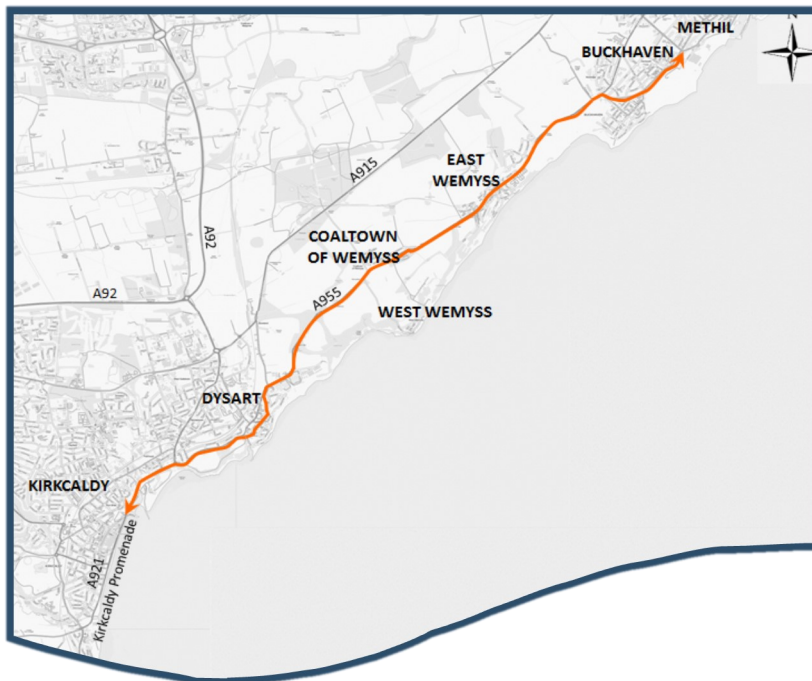 METHIL
N
BUCKHAVEN
EAST
WEMYSS
A915
COALTOWN
OF WEMYSS
A92
A92
A955
WEST WEMYSS
DYSART
KIRKCALDY
A921
Kirkcaldy Promenade